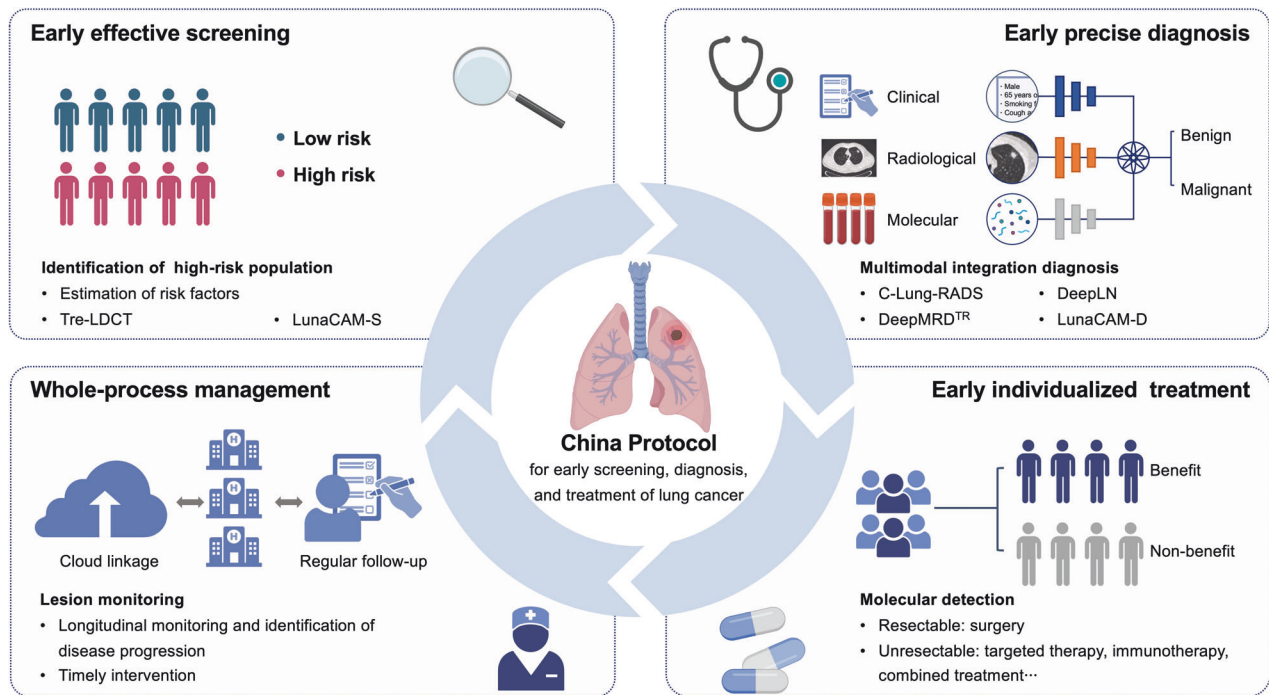 Early effective screening
Low risk
High risk
Identification of high-risk population
• Estimation of risk factors
• Tre-LDCT
• LunaCAM-S
Early precise diagnosis
Clinical
Radiological
Molecular
• Male
• 65 years o
• Smoking f
• Cough a
Benign
Malignant
Multimodal integration diagnosis
• C-Lung-RADS
• DeepLN
• DeepMRDTR
• LunaCAM-D
China Protocol
for early screening, diagnosis,
and treatment of lung cancer
Whole-process management
H
H
H
Cloud linkage
Regular follow-up
Lesion monitoring
• Longitudinal monitoring and identification of
disease progression
• Timely intervention
Early individualized treatment
Benefit
Non-benefit
Molecular detection
• Resectable: surgery
• Unresectable: targeted therapy, immunotherapy,
combined treatment···